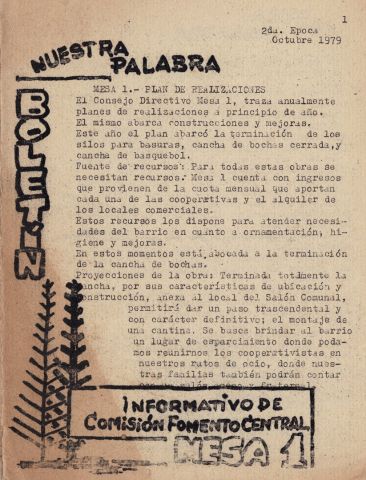 1
2da. Epoca
Octubre 1979
NUESTRA
PALABRA
BOLETIN
MESA 1.- PLAN DE REALIZACIONES
El Consejo Directivo Mesa 1, traza anualmente
planes de realizaciones a principio de año.
El mismo abarca construcciones y mejoras.
Este año el plan abarcó la terminación de los
silos para basuras, cancha de bochas cerrada,y
cancha de basquebol.
Fuente de recursos: Para todas estas obras se
necesitan recursos. Mesa 1 cuenta con ingresos
que provienen de la cuota mensual que aportan
cada una de las cooperativas y el alquiler de
los locales comerciales.
Estos recursos los dispone para atender necesi-
dades del barrio en cuanto a ornamentación, hi-
giene y mejoras.
En estos momentos está abocada a la terminación
de la cancha de bochas.
Proyecciones de la obra: Terminada totalmente la
cancha, por sus características de ubicación y
construcción, anexa al local del Salón Comunal,
permitirá dar un paso trascendental y
con carácter definitivo; el montaje de
una cantina. Se busca brindar al barrio
un lugar de esparcimiento donde poda-
mos reunirnos los cooperativistas en
nuestros ratos de ocio, donde nues-
tras familias también podrán contar
INFORMATIVO DE
COMISIÓN FOMENTO CENTRAL
MESA 1